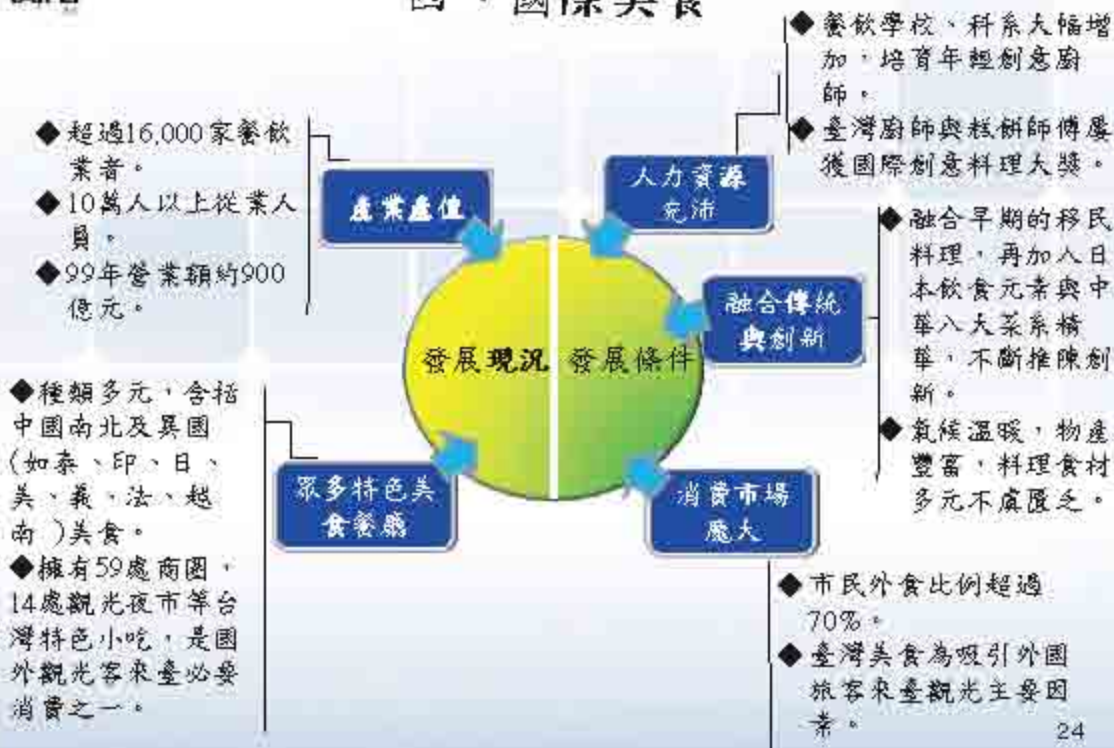 四、國際美食
◆超過16,000家餐飲
業者。
◆10萬人以上從業人
員。
◆99年營業額約900
億元。
產業產值
◆種類多元，含括
中國南北及異國
(如泰、印、日、
美、義、法、越
南 )美食。
◆擁有59處商圈，
14處觀光夜市等台
灣特色小吃，是國
外觀光客來臺必要
消費之一。
眾多特色美
食餐廳
發展現況
發展條件
人力資源
充沛
◆餐飲學校、科系大幅增
加，培育年輕創意廚
師。
◆臺灣廚師與糕餅師傅屢
獲國際創意料理大獎。
融合傳統
與創新
◆融合早期的移民
料理，再加入日
本飲食元素與中
華八大菜系精
華，不斷推陳創
新。
◆氣候溫暖，物產
豐富，料理食材
多元不虞匱乏。
消費市場
龐大
◆市民外食比例超過
70%。
◆臺灣美食為吸引外國
旅客來臺觀光主要因
素。
24